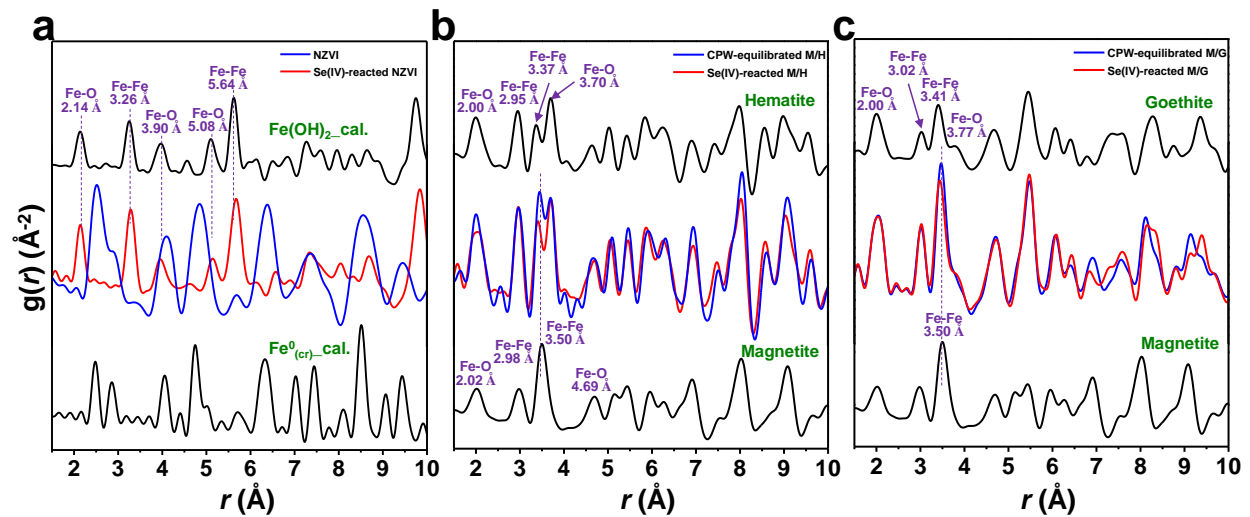 a
NZVI
Se(IV)-reacted NZVI
Fe-O
2.14 Å
Fe-Fe
3.26 Å
Fe-O
3.90 Å
Fe-O
5.08 Å
Fe-Fe
5.64 Å
Fe(OH)2_cal.
Fe0(cr)_cal.
g(r) (Å-2)
2 3 4 5 6 7 8 9 10
r (Å)
b
CPW-equilibrated M/H
Se(IV)-reacted M/H
Fe-O
2.00 Å
Fe-Fe
2.95 Å
Fe-Fe
3.37 Å
Fe-O
3.70 Å
Hematite
Fe-Fe
3.50 Å
Fe-Fe
2.98 Å
Fe-O
2.02 Å
Fe-O
4.69 Å
Magnetite
2 3 4 5 6 7 8 9 10
r (Å)
c
CPW-equilibrated M/G
Se(IV)-reacted M/G
Fe-O
2.00 Å
Fe-Fe
3.02 Å
Fe-Fe
3.41 Å
Fe-O
3.77 Å
Goethite
Fe-Fe
3.50 Å
Magnetite
2 3 4 5 6 7 8 9 10
r (Å)